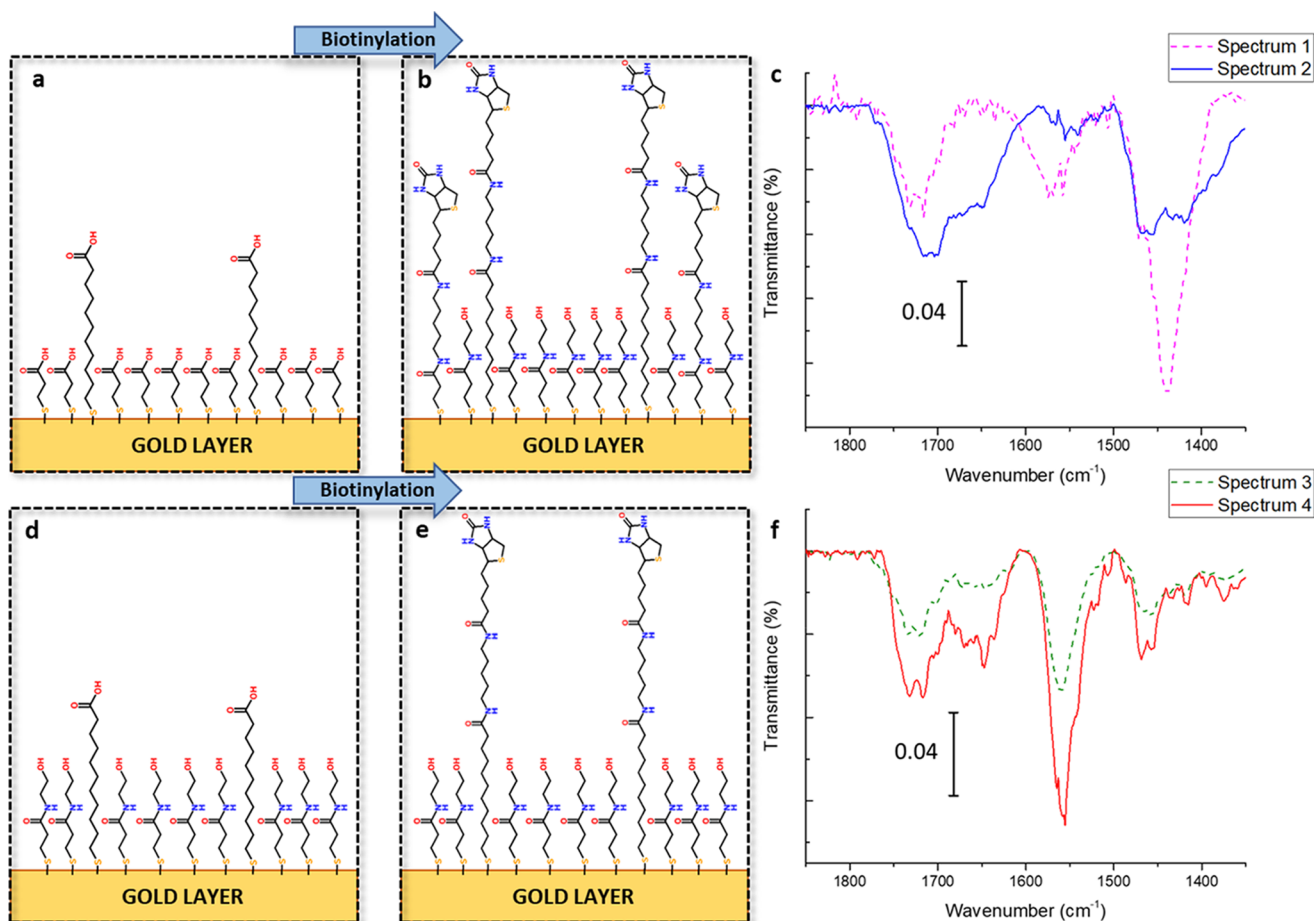 Biotinylation
a
b
GOLD LAYER
GOLD LAYER
c
Spectrum 1
Spectrum 2
0.04
Transmittance (%)
1800
1700
1600
1500
1400
Wavenumber (cm⁻¹)
Biotinylation
d
e
GOLD LAYER
GOLD LAYER
f
Spectrum 3
Spectrum 4
0.04
Transmittance (%)
1800
1700
1600
1500
1400
Wavenumber (cm⁻¹)